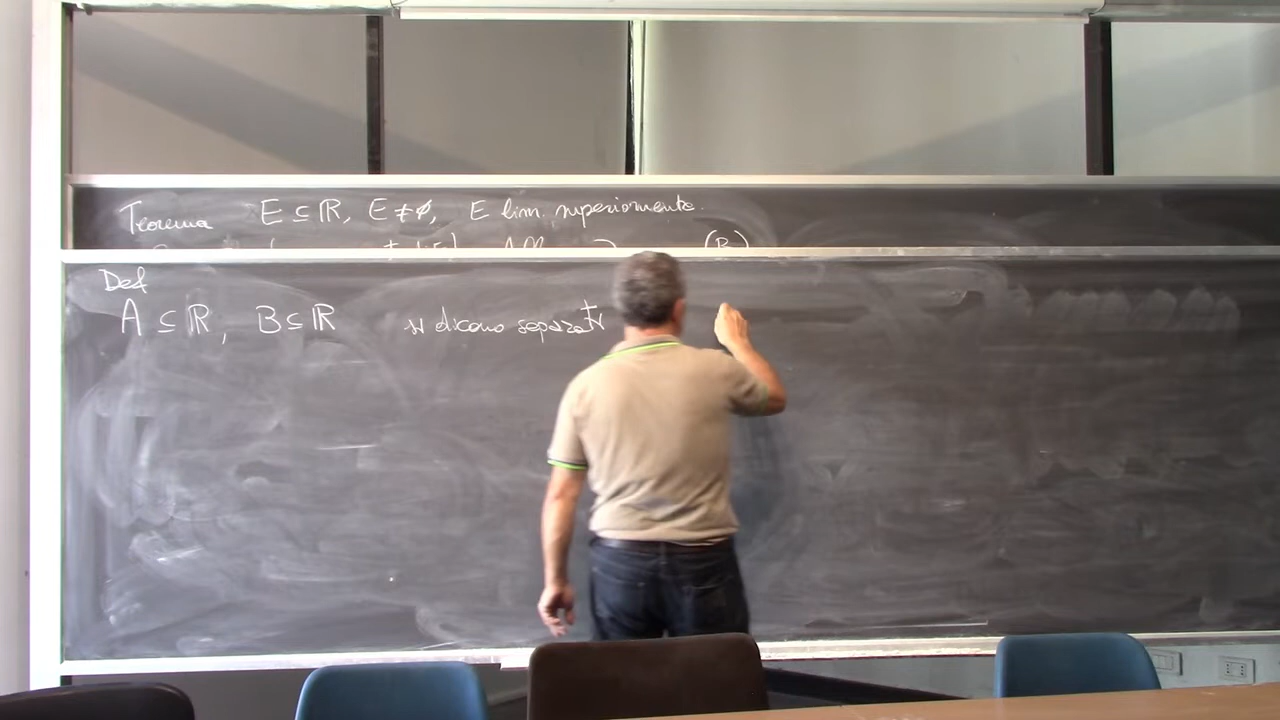 Teorema E ⊆ ℝ, E ≠ ∅, E lim. superiormente.
Def
A ⊆ ℝ, B ⊆ ℝ si dicono separati